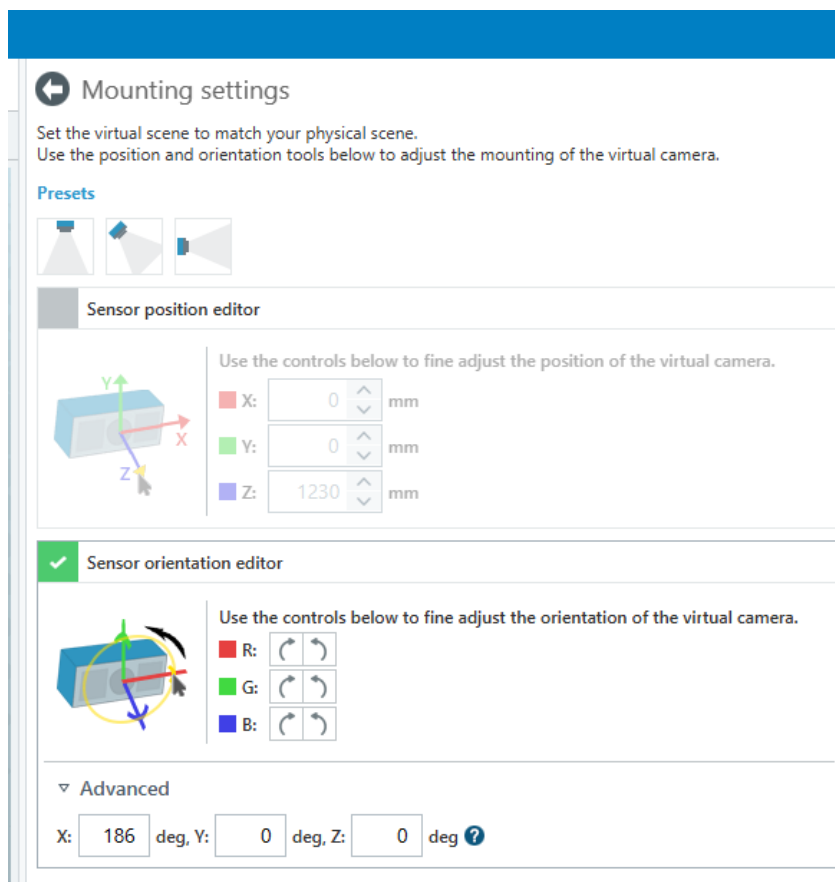 Mounting settings
Set the virtual scene to match your physical scene.
Use the position and orientation tools below to adjust the mounting of the virtual camera.
Presets
Sensor position editor
Use the controls below to fine adjust the position of the virtual camera.
Y
X
Z
X: 0 mm
Y: 0 mm
Z: 1230 mm
Sensor orientation editor
Use the controls below to fine adjust the orientation of the virtual camera.
R:
G:
B:
Advanced
X: 186 deg, Y: 0 deg, Z: 0 deg ?